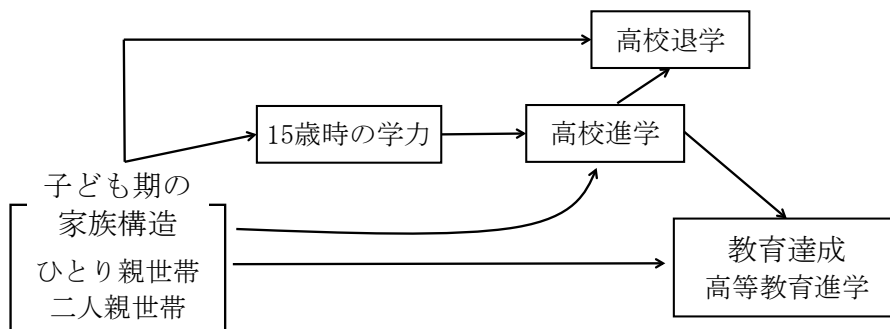 高校退学
15歳時の学力
高校進学
子ども期の
家族構造
ひとり親世帯
二人親世帯
教育達成
高等教育進学